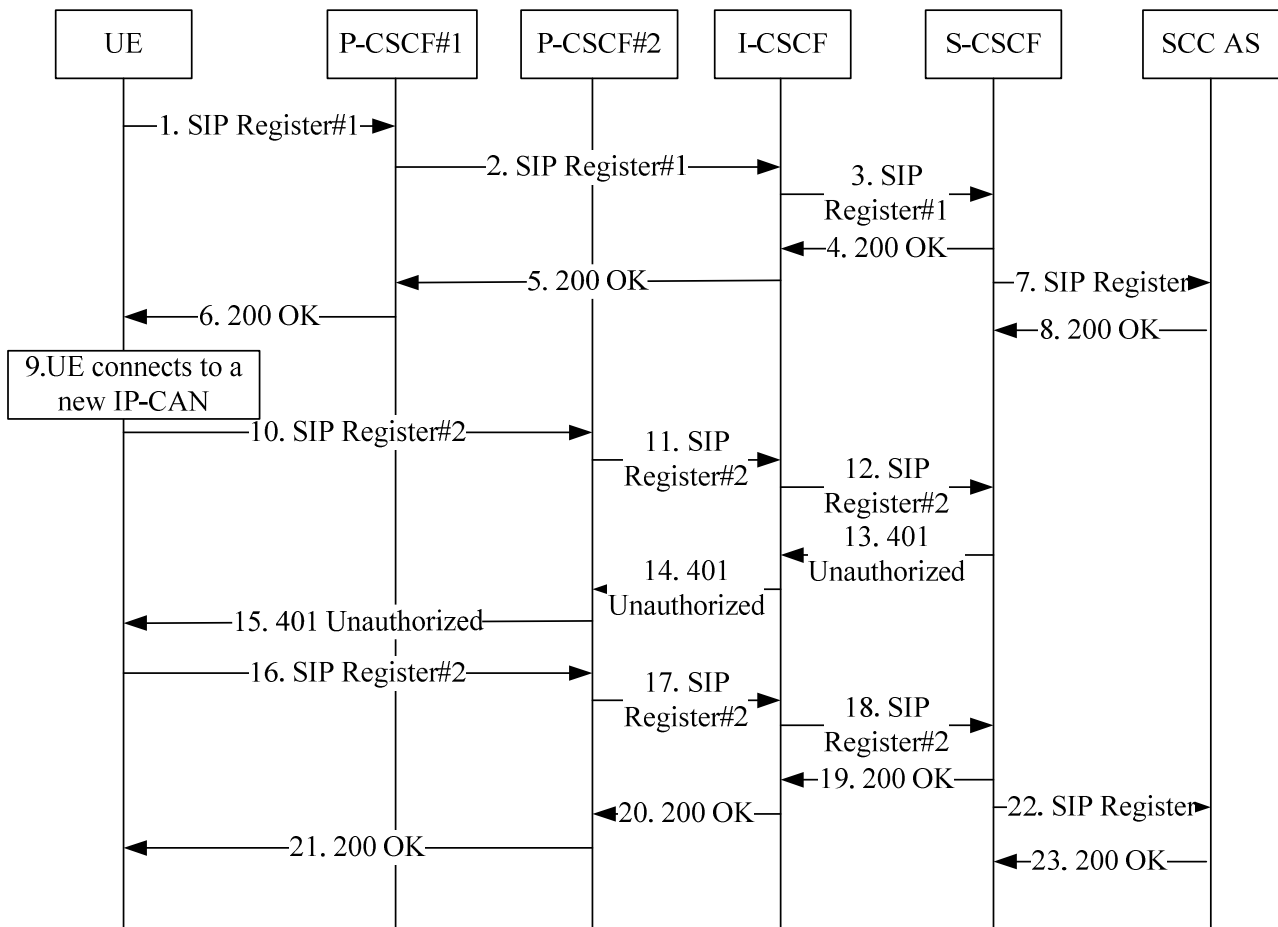 UE
P-CSCF#1
P-CSCF#2
I-CSCF
S-CSCF
SCC AS
1. SIP Register#1
2. SIP Register#1
3. SIP
Register#1
4. 200 OK
5. 200 OK
7. SIP Register
6. 200 OK
8. 200 OK
9.UE connects to a
new IP-CAN
10. SIP Register#2
11. SIP
Register#2
12. SIP
Register#2
13. 401
Unauthorized
14. 401
Unauthorized
15. 401 Unauthorized
16. SIP Register#2
17. SIP
Register#2
18. SIP
Register#2
19. 200 OK
20. 200 OK
22. SIP Register
21. 200 OK
23. 200 OK